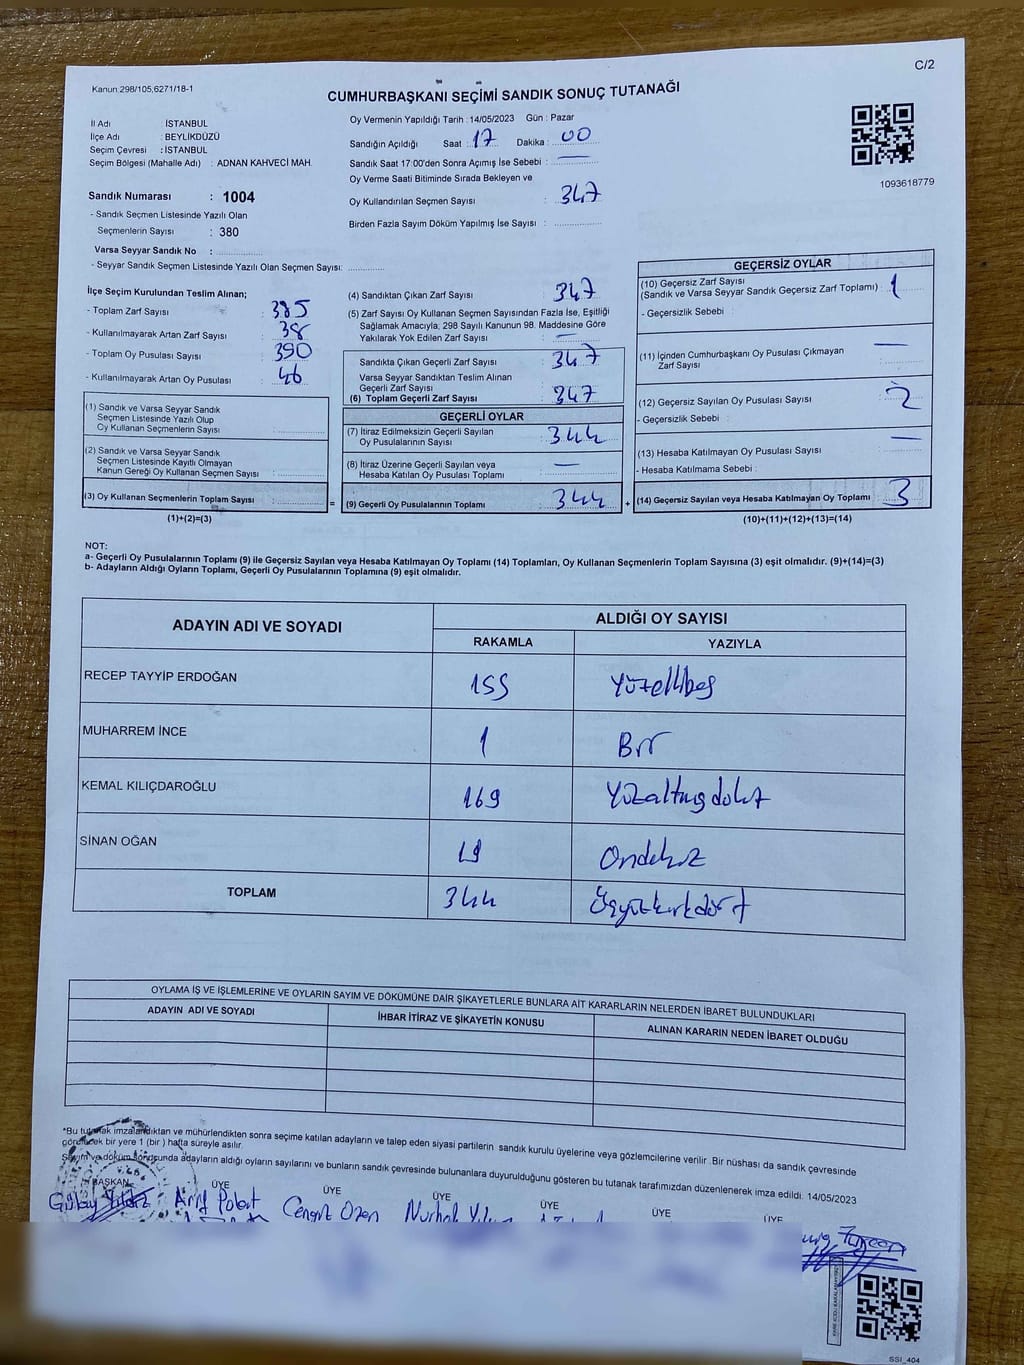 C/2
Kanun 298/105,6271/18-1
CUMHURBAŞKANI SEÇİMİ SANDIK SONUÇ TUTANAĞI
İl Adı : İSTANBUL
İlçe Adı : BEYLİKDÜZÜ
Seçim Çevresi : İSTANBUL
Seçim Bölgesi (Mahalle Adı) : ADNAN KAHVECİ MAH.
Sandık Numarası : 1004
- Sandık Seçmen Listesinde Yazılı Olan
Seçmenlerin Sayısı : 380
Varsa Seyyar Sandık No :
- Seyyar Sandık Seçmen Listesinde Yazılı Olan Seçmen Sayısı:
Oy Vermenin Yapıldığı Tarih : 14/05/2023 Gün : Pazar
Sandığın Açıldığı Saat : 17 Dakika : 00
Sandık Saat 17:00'den Sonra Açımış İse Sebebi : —
Oy Verme Saati Bitiminde Sırada Bekleyen ve
Oy Kullandırılan Seçmen Sayısı : 347
Birden Fazla Sayım Döküm Yapılmış İse Sayısı :
1093618779
İlçe Seçim Kurulundan Teslim Alınan;
- Toplam Zarf Sayısı : 385
- Kullanılmayarak Artan Zarf Sayısı : 38
- Toplam Oy Pusulası Sayısı : 390
- Kullanılmayarak Artan Oy Pusulası : 46
(1) Sandık ve Varsa Seyyar Sandık
Seçmen Listesinde Yazılı Olup
Oy Kullanan Seçmenlerin Sayısı :
(2) Sandık ve Varsa Seyyar Sandık
Seçmen Listesinde Kayıtlı Olmayan
Kanun Gereği Oy Kullanan Seçmen Sayısı :
(3) Oy Kullanan Seçmenlerin Toplam Sayısı :
(1)+(2)=(3)
(4) Sandıktan Çıkan Zarf Sayısı : 347
(5) Zarf Sayısı Oy Kullanan Seçmen Sayısından Fazla İse, Eşitliği
Sağlamak Amacıyla; 298 Sayılı Kanunun 98. Maddesine Göre
Yakılarak Yok Edilen Zarf Sayısı : —
Sandıkta Çıkan Geçerli Zarf Sayısı : 347
Varsa Seyyar Sandıktan Teslim Alınan
Geçerli Zarf Sayısı
(6) Toplam Geçerli Zarf Sayısı : 347
GEÇERLİ OYLAR
(7) İtiraz Edilmeksizin Geçerli Sayılan
Oy Pusulalarının Sayısı : 344
(8) İtiraz Üzerine Geçerli Sayılan veya
Hesaba Katılan Oy Pusulası Toplamı : —
= (9) Geçerli Oy Pusulalarının Toplamı : 344 +
GEÇERSİZ OYLAR
(10) Geçersiz Zarf Sayısı
(Sandık ve Varsa Seyyar Sandık Geçersiz Zarf Toplamı) : 1
- Geçersizlik Sebebi :
(11) İçinden Cumhurbaşkanı Oy Pusulası Çıkmayan
Zarf Sayısı : —
(12) Geçersiz Sayılan Oy Pusulası Sayısı : 2
- Geçersizlik Sebebi :
(13) Hesaba Katılmayan Oy Pusulası Sayısı : —
- Hesaba Katılmama Sebebi :
(14) Geçersiz Sayılan veya Hesaba Katılmayan Oy Toplamı : 3
(10)+(11)+(12)+(13)=(14)
NOT:
a- Geçerli Oy Pusulalarının Toplamı (9) ile Geçersiz Sayılan veya Hesaba Katılmayan Oy Toplamı (14) Toplamları, Oy Kullanan Seçmenlerin Toplam Sayısına (3) eşit olmalıdır. (9)+(14)=(3)
b- Adayların Aldığı Oyların Toplamı, Geçerli Oy Pusulalarının Toplamına (9) eşit olmalıdır.
ADAYIN ADI VE SOYADI ALDIĞI OY SAYISI
RAKAMLA YAZIYLA
RECEP TAYYİP ERDOĞAN 155 Yüzellibeş
MUHARREM İNCE 1 Bir
KEMAL KILIÇDAROĞLU 169 Yüzaltmışdokuz
SİNAN OĞAN 19 Ondokuz
TOPLAM 344 Üçyüzkırkdört
OYLAMA İŞ VE İŞLEMLERİNE VE OYLARIN SAYIM VE DÖKÜMÜNE DAİR ŞİKAYETLERLE BUNLARA AİT KARARLARIN NELERDEN İBARET BULUNDUKLARI
ADAYIN ADI VE SOYADI İHBAR İTİRAZ VE ŞİKAYETİN KONUSU ALINAN KARARIN NEDEN İBARET OLDUĞU
*Bu tutanak imzalandıktan ve mühürlendikten sonra seçime katılan adayların ve talep eden siyasi partilerin sandık kurulu üyelerine veya gözlemcilerine verilir. Bir nüshası da sandık çevresinde
görülecek bir yere 1 (bir ) hafta süreyle asılır.
Sayım ve döküm sonucunda adayların aldığı oyların sayılarını ve bunların sandık çevresinde bulunanlara duyurulduğunu gösteren bu tutanak tarafımızdan düzenlenerek imza edildi. 14/05/2023
BAŞKAN ÜYE ÜYE ÜYE ÜYE ÜYE ÜYE
Gülay Yıldız Arif Polat Cengiz Ozen
SSI_404